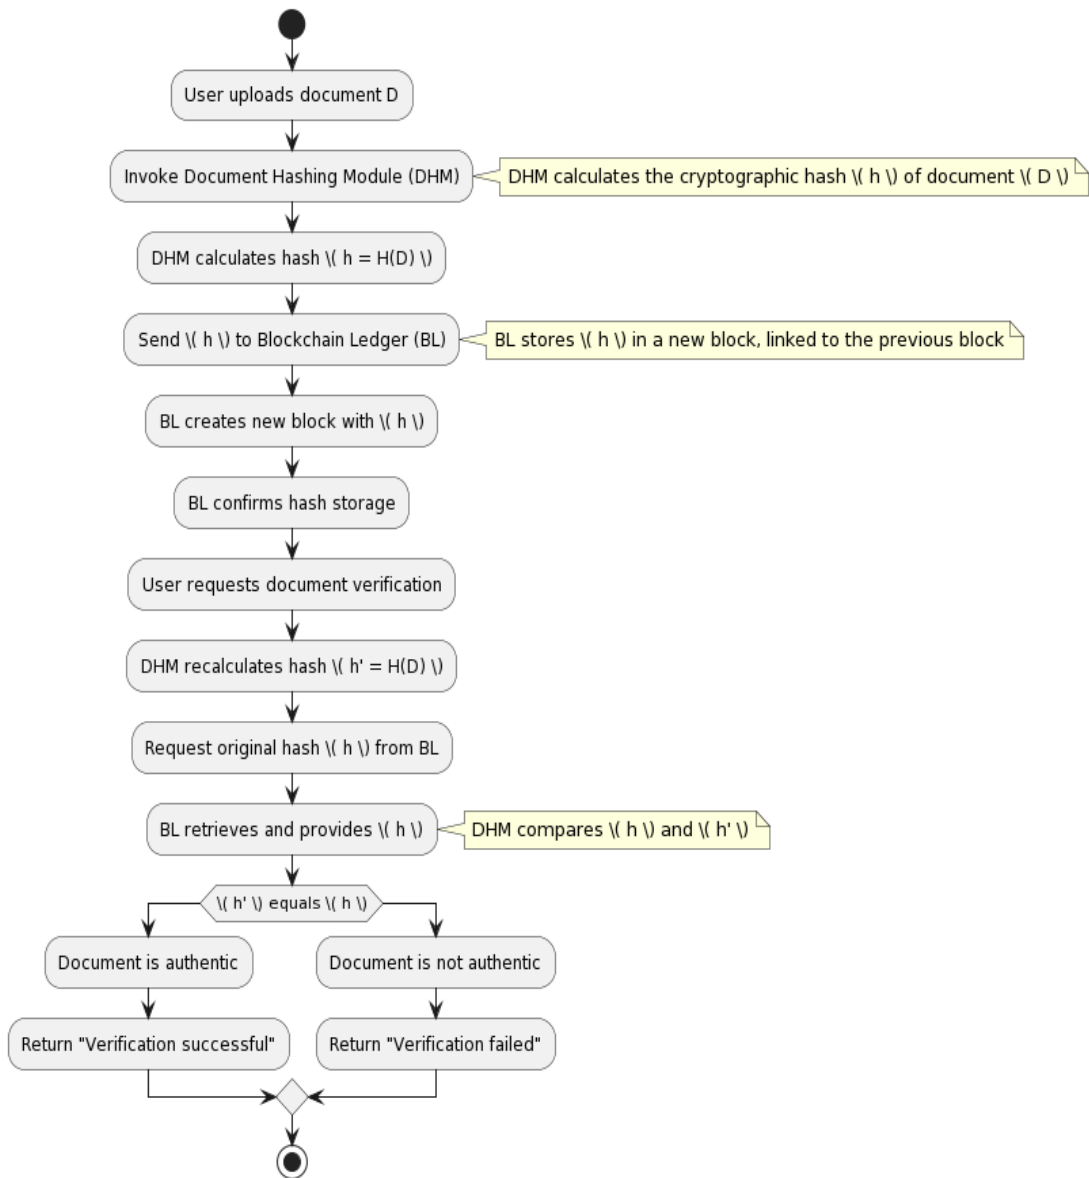 User uploads document D
Invoke Document Hashing Module (DHM)
DHM calculates the cryptographic hash \( h \) of document \( D \)
DHM calculates hash \( h = H(D) \)
Send \( h \) to Blockchain Ledger (BL)
BL stores \( h \) in a new block, linked to the previous block
BL creates new block with \( h \)
BL confirms hash storage
User requests document verification
DHM recalculates hash \( h' = H(D) \)
Request original hash \( h \) from BL
BL retrieves and provides \( h \)
DHM compares \( h \) and \( h' \)
\( h' \) equals \( h \)
Document is authentic
Document is not authentic
Return "Verification successful"
Return "Verification failed"